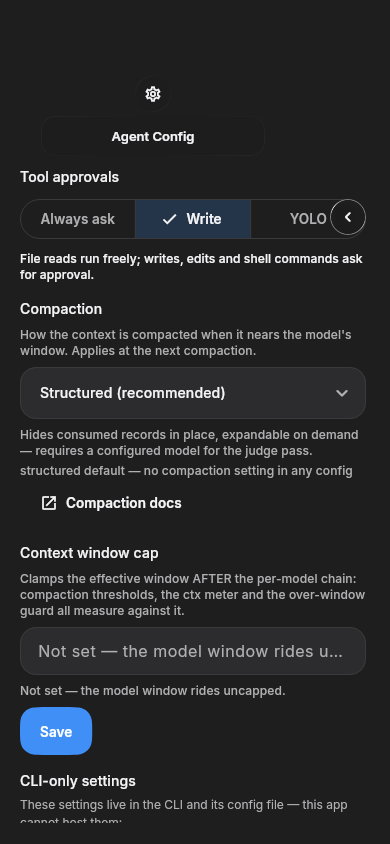 Agent Config
Tool approvals
Always ask
Write
YOLO
File reads run freely; writes, edits and shell commands ask
for approval.
Compaction
How the context is compacted when it nears the model's
window. Applies at the next compaction.
Structured (recommended)
Hides consumed records in place, expandable on demand
— requires a configured model for the judge pass.
structured default — no compaction setting in any config
Compaction docs
Context window cap
Clamps the effective window AFTER the per-model chain:
compaction thresholds, the ctx meter and the over-window
guard all measure against it.
Not set — the model window rides u...
Not set — the model window rides uncapped.
Save
CLI-only settings
These settings live in the CLI and its config file — this app
cannot host them: